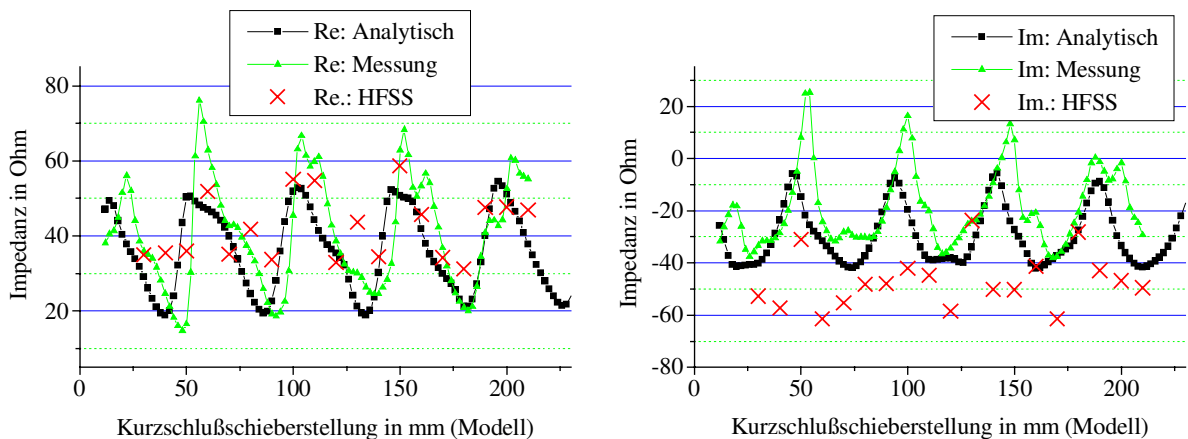 Re: Analytisch
Re: Messung
Re.: HFSS
80
60
40
20
Impedanz in Ohm
0
50
100
150
200
Kurzschlußschieberstellung in mm (Modell)
Im: Analytisch
Im: Messung
Im.: HFSS
20
0
-20
-40
-60
-80
Impedanz in Ohm
0
50
100
150
200
Kurzschlußschieberstellung in mm (Modell)